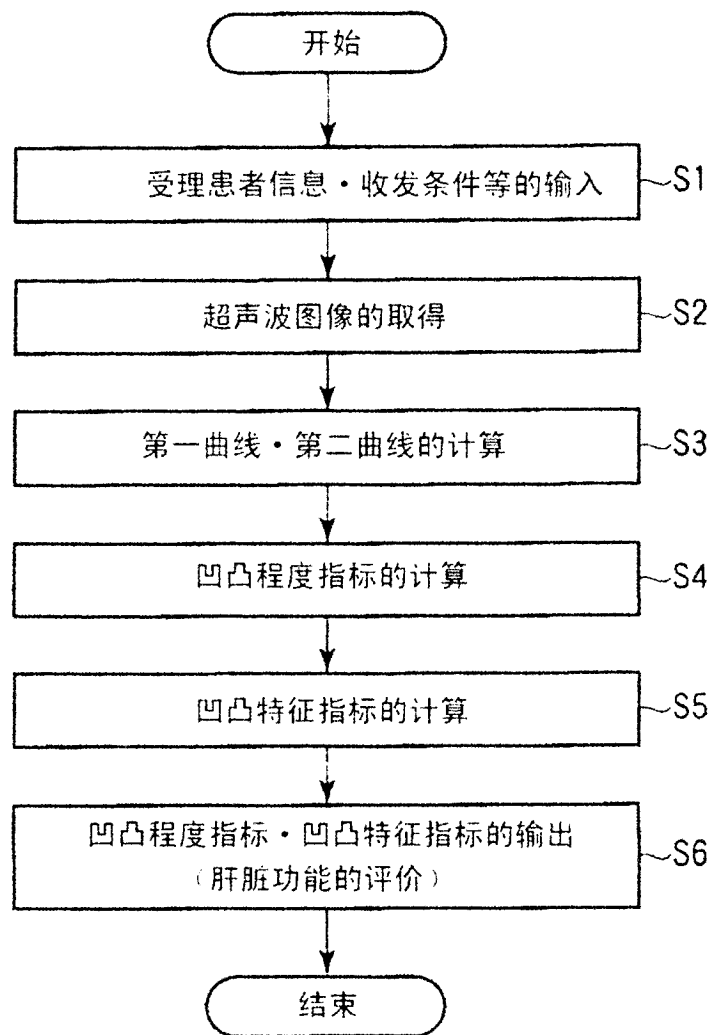 开始
受理患者信息·收发条件等的输入
S1
超声波图像的取得
S2
第一曲线·第二曲线的计算
S3
凹凸程度指标的计算
S4
凹凸特征指标的计算
S5
凹凸程度指标·凹凸特征指标的输出
（肝脏功能的评价）
S6
结束